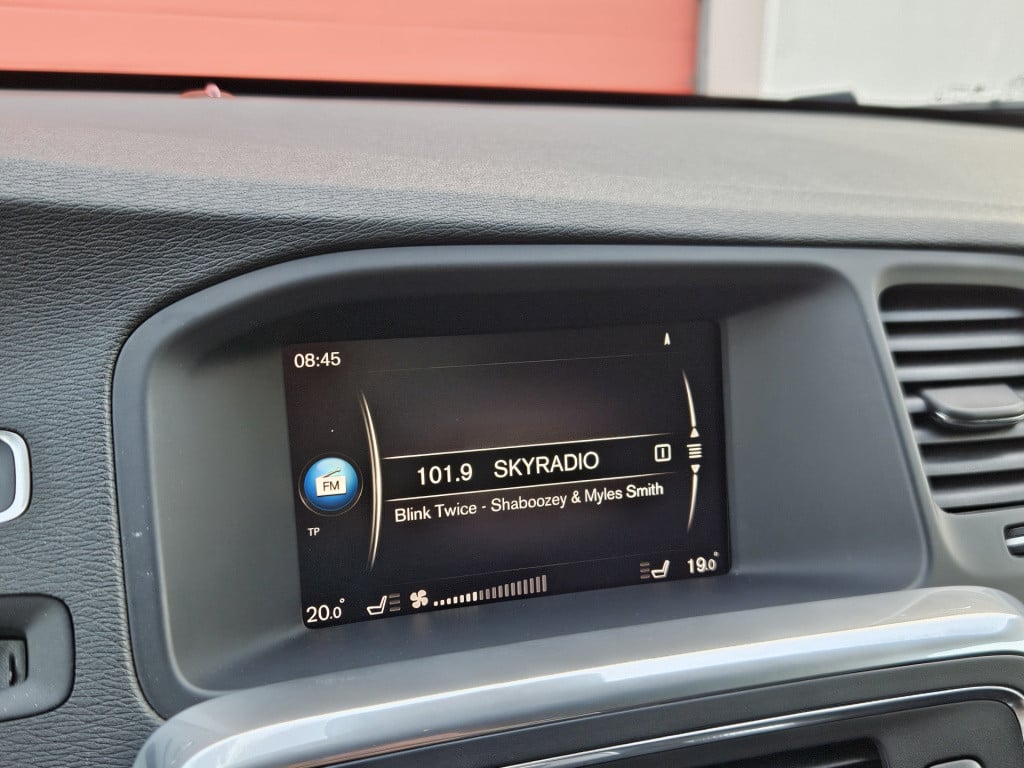 08:45
FM
101.9 SKYRADIO
Blink Twice - Shaboozey & Myles Smith
TP
20.0° 19.0°